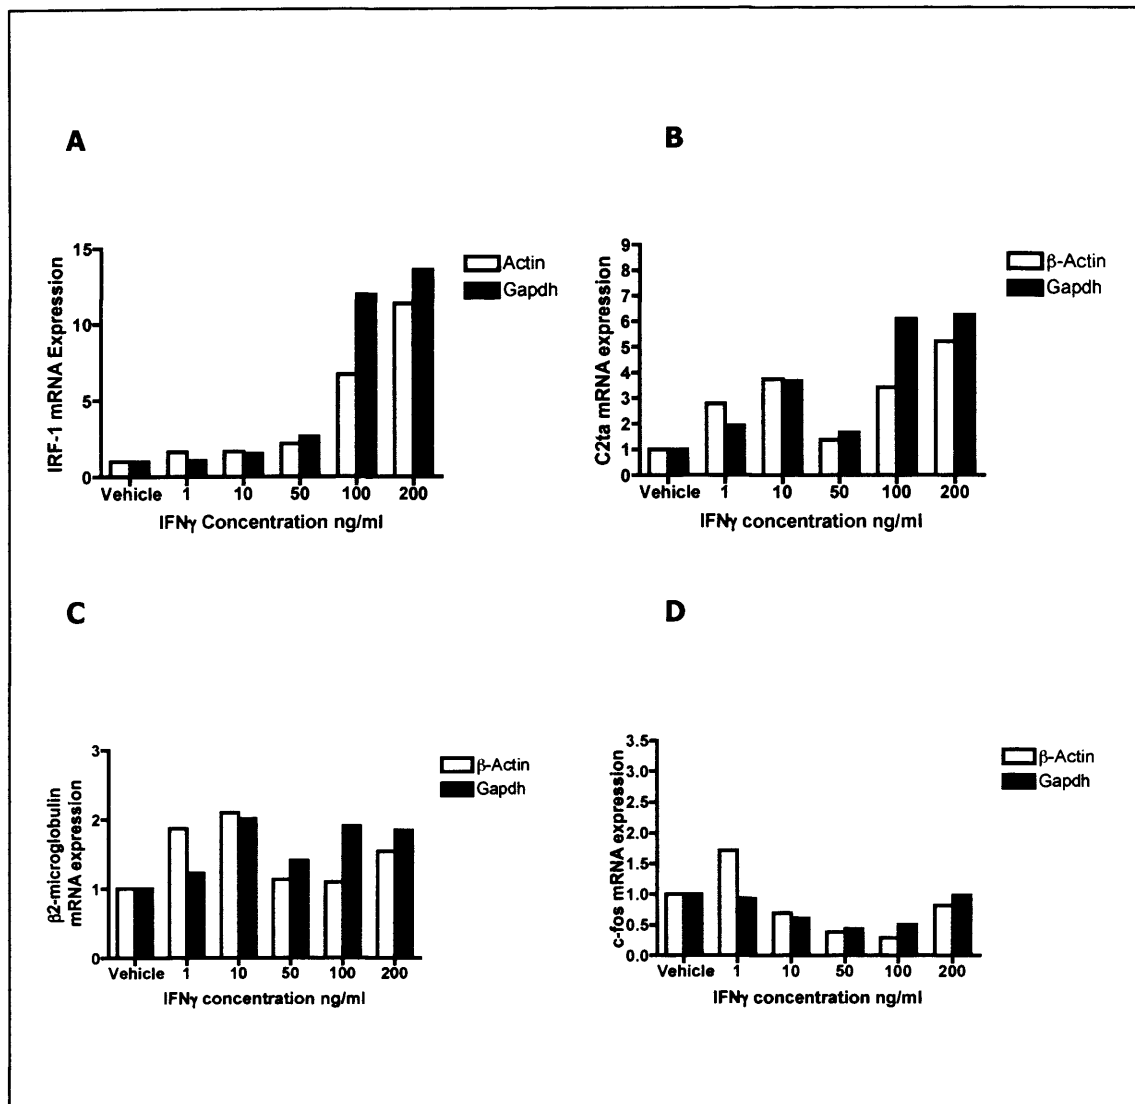 A
IRF-1 mRNA Expression
15
10
5
0
Vehicle 1 10 50 100 200
IFNγ Concentration ng/ml
Actin
Gapdh
B
C2ta mRNA expression
9
8
7
6
5
4
3
2
1
0
Vehicle 1 10 50 100 200
IFNγ concentration ng/ml
β-Actin
Gapdh
C
β2-microglobulin
mRNA expression
3
2
1
0
Vehicle 1 10 50 100 200
IFNγ concentration ng/ml
β-Actin
Gapdh
D
c-fos mRNA expression
3.5
3.0
2.5
2.0
1.5
1.0
0.5
0.0
Vehicle 1 10 50 100 200
IFNγ concentration ng/ml
β-Actin
Gapdh